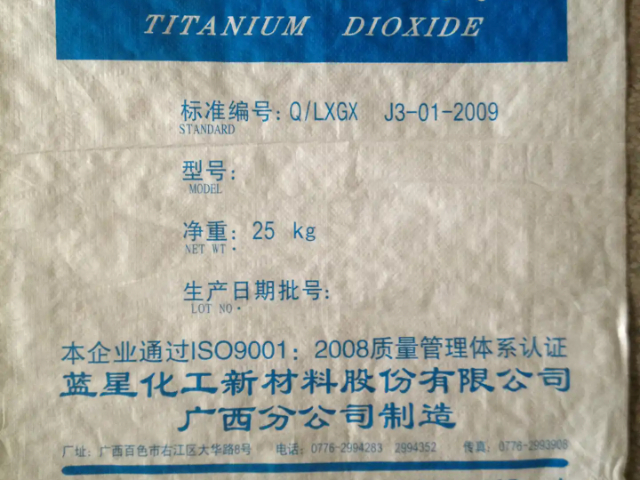 TITANIUM DIOXIDE
标准编号: Q/LXGX J3-01-2009
STANDARD
型号:
MODEL
净重: 25 kg
NET WT.
生产日期批号:
LOT NO.
本企业通过ISO9001: 2008质量管理体系认证
蓝星化工新材料股份有限公司
广西分公司制造
厂址: 广西百色市右江区大华路8号 电话: 0776-2994283 2994352 传真: 0776-2993908